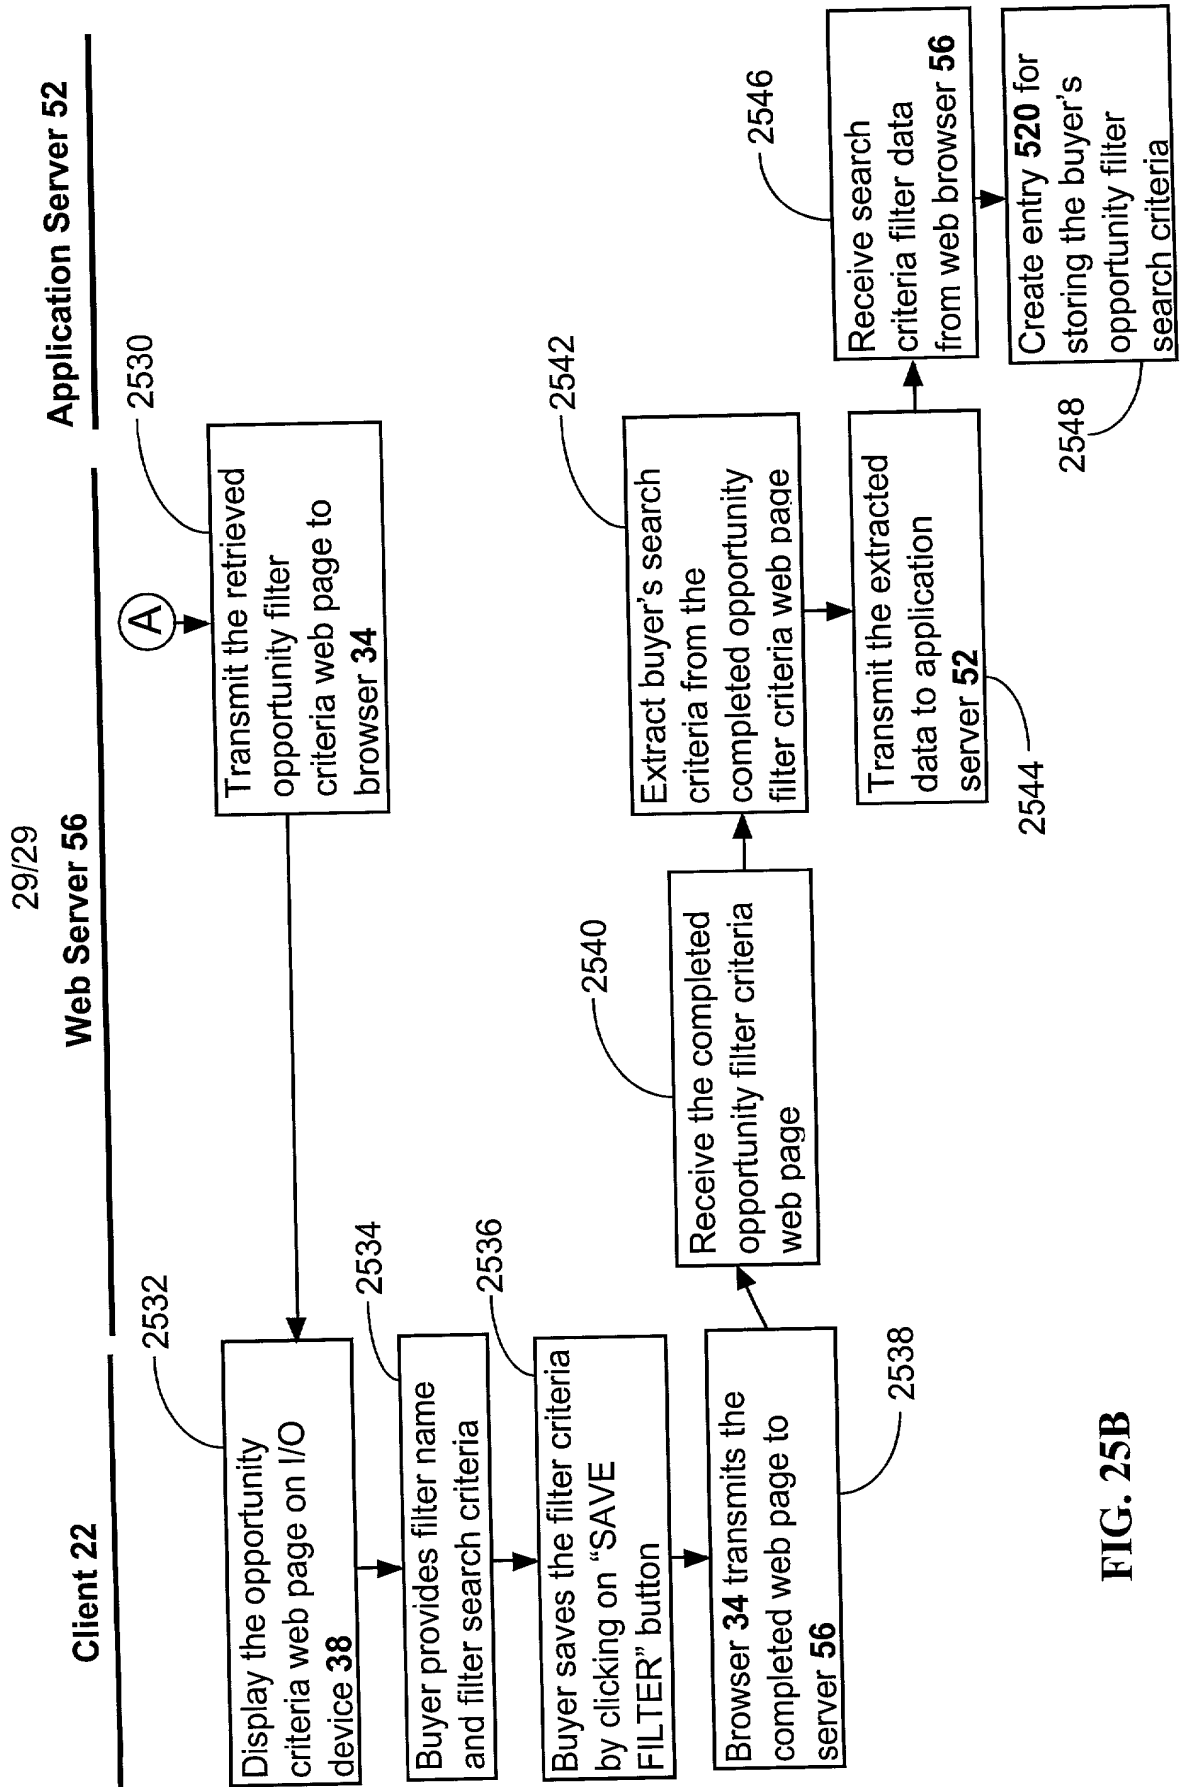 29/29
Client 22
Web Server 56
Application Server 52
A
2530
Transmit the retrieved
opportunity filter
criteria web page to
browser 34
2532
Display the opportunity
criteria web page on I/O
device 38
2534
Buyer provides filter name
and filter search criteria
2536
Buyer saves the filter criteria
by clicking on “SAVE
FILTER” button
2538
Browser 34 transmits the
completed web page to
server 56
2540
Receive the completed
opportunity filter criteria
web page
2542
Extract buyer's search
criteria from the
completed opportunity
filter criteria web page
2544
Transmit the extracted
data to application
server 52
2546
Receive search
criteria filter data
from web browser 56
2548
Create entry 520 for
storing the buyer's
opportunity filter
search criteria
FIG. 25B